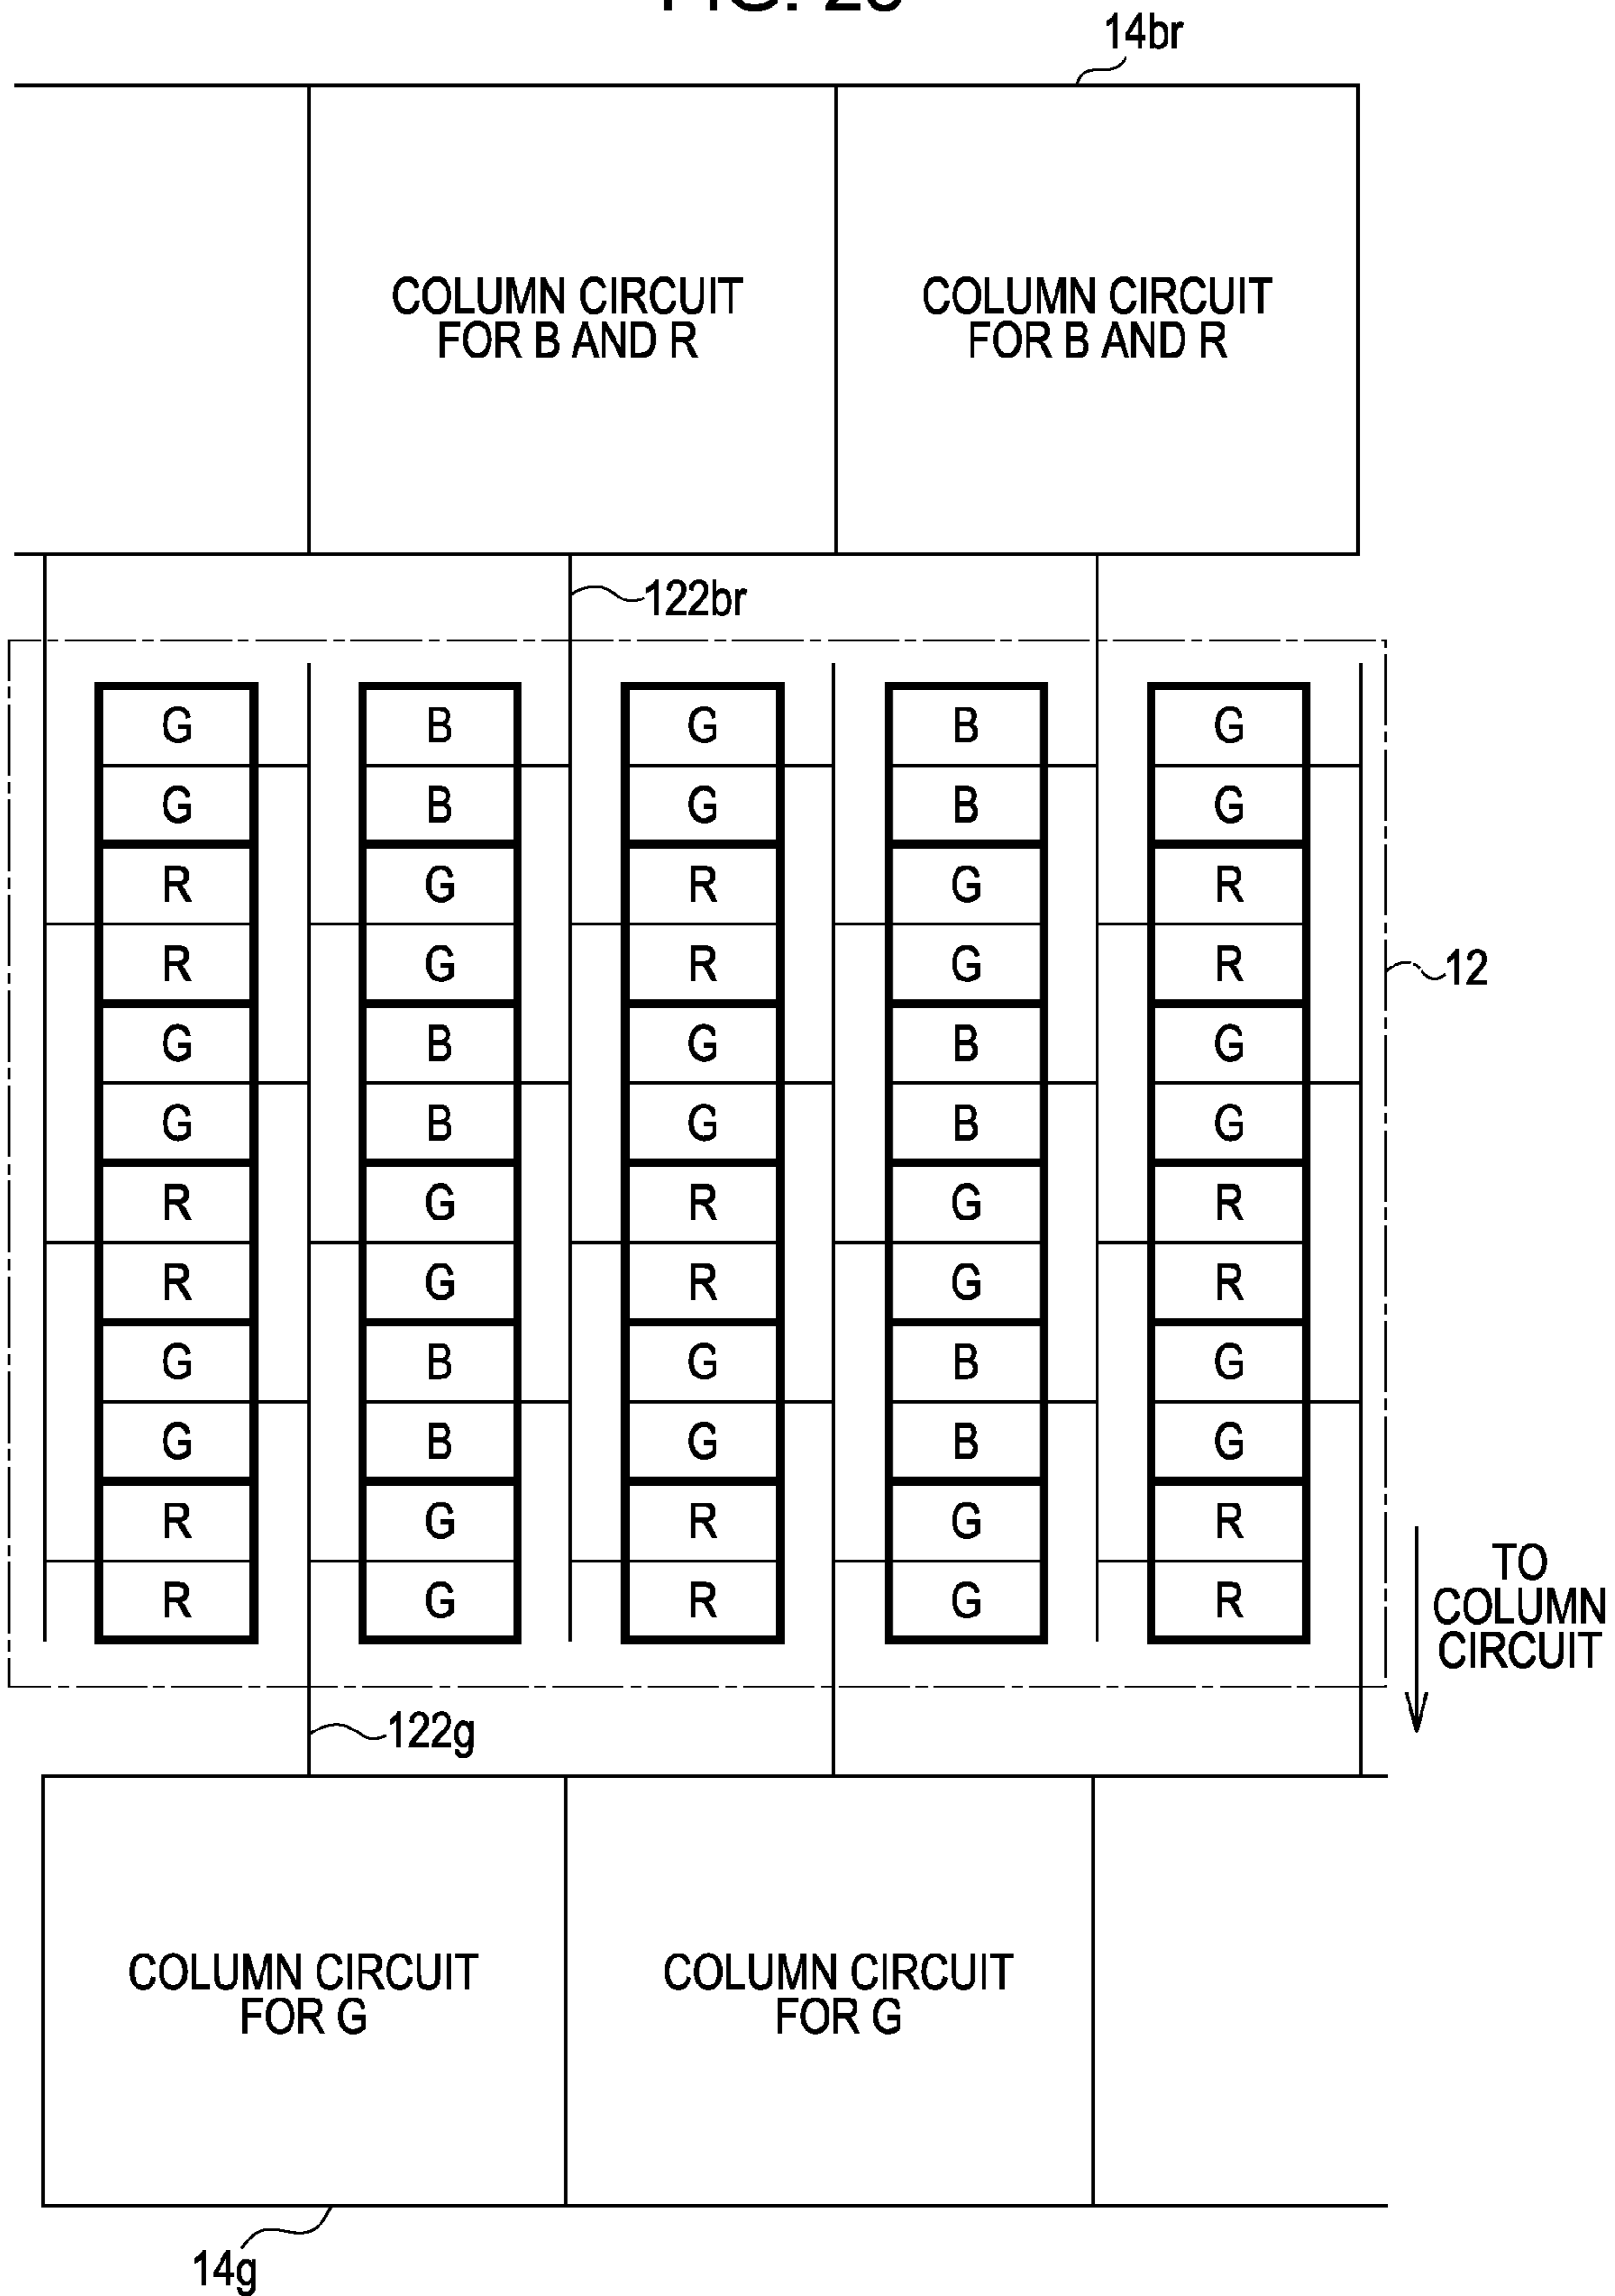 FIG.
14br
COLUMN CIRCUIT
FOR B AND R
COLUMN CIRCUIT
FOR B AND R
122br
G B G B G
G B G B G
R G R G R
R G R G R
12
G B G B G
G B G B G
R G R G R
R G R G R
G B G B G
G B G B G
R G R G R
R G R G R
TO
COLUMN
CIRCUIT
122g
COLUMN CIRCUIT
FOR G
COLUMN CIRCUIT
FOR G
14g